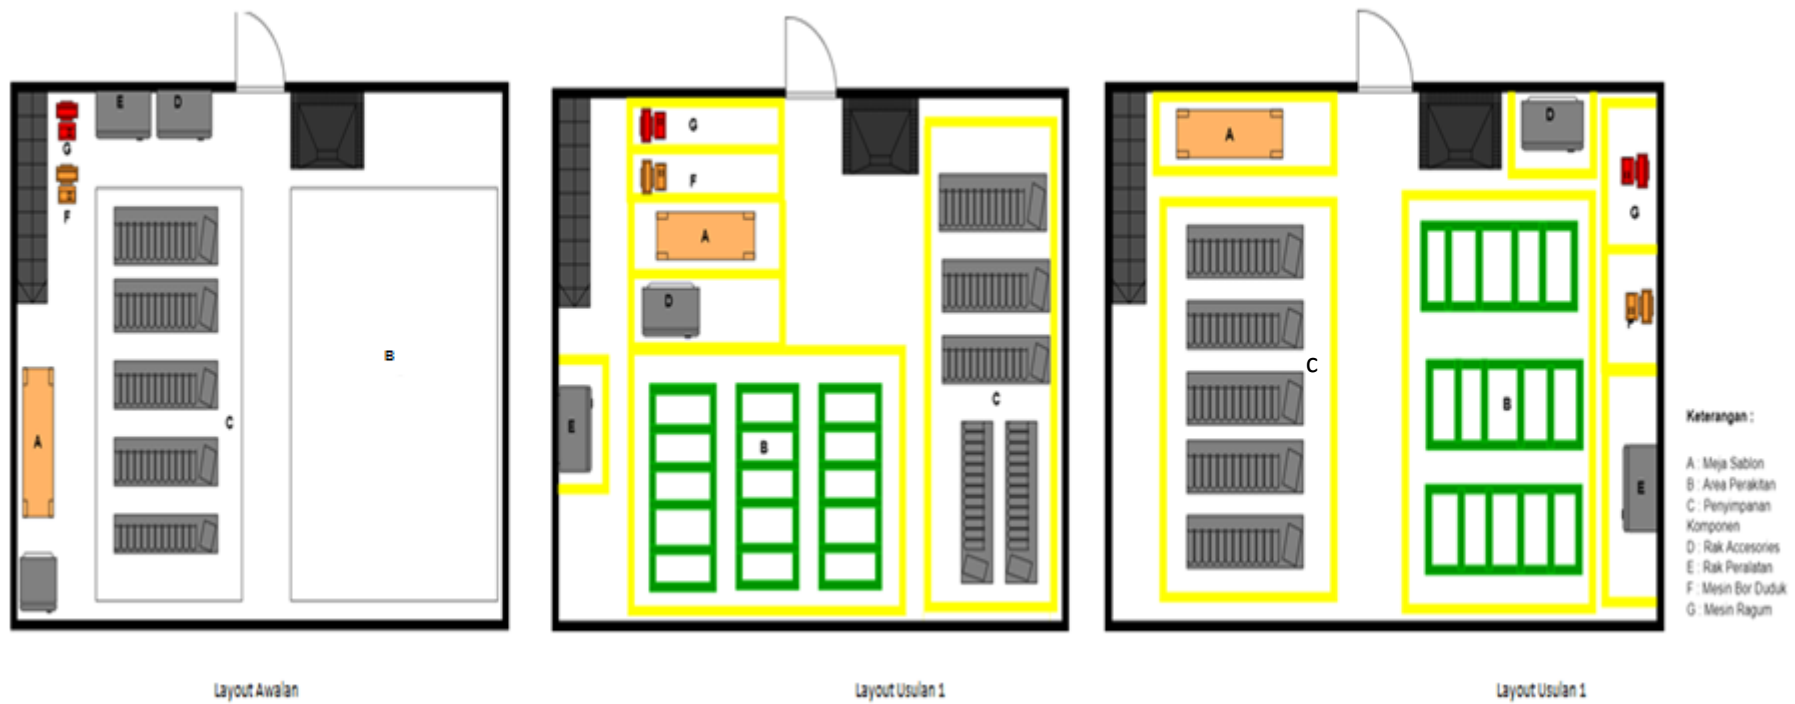 E D
G
F
B
C
A
Layout Awalan
G
F
A
D
C
E
B
Layout Usulan 1
A
D
G
F
C
B
E
Layout Usulan 1
Keterangan :
A : Meja Sablon
B : Area Perakitan
C : Penyimpanan
Komponen
D : Rak Accesories
E : Rak Peralatan
F : Mesin Bor Duduk
G : Mesin Ragum